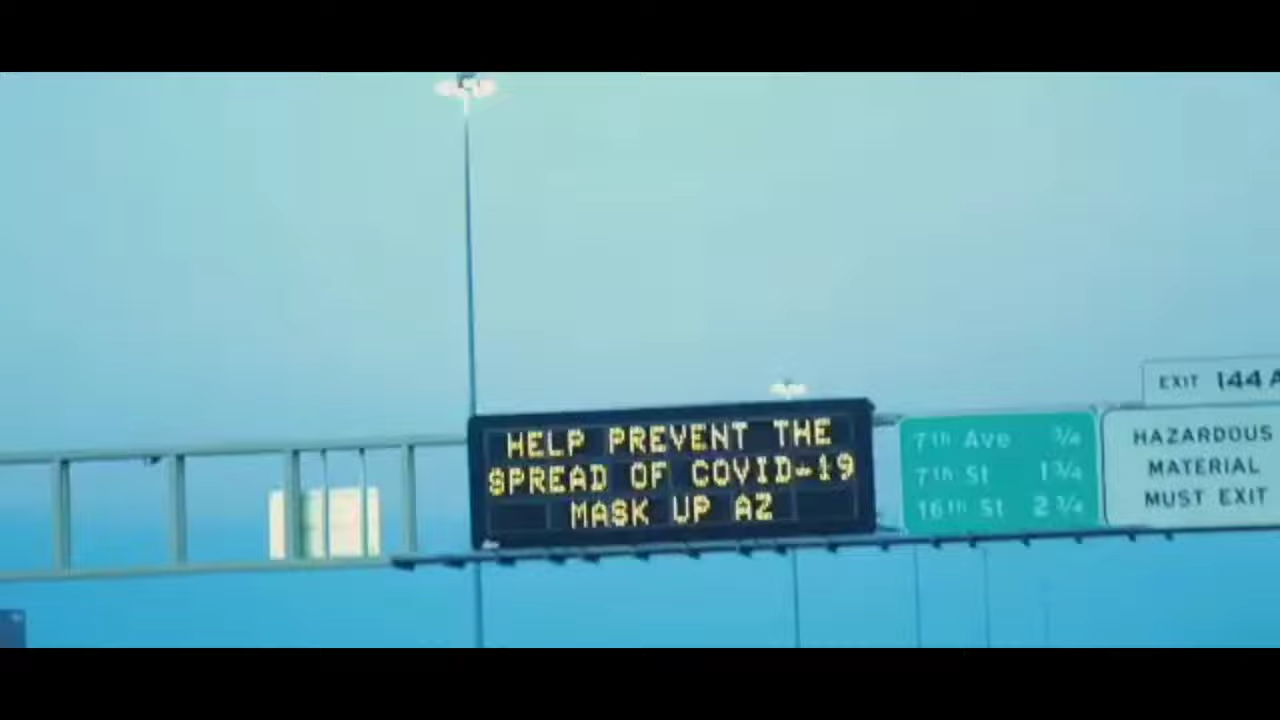 HELP PREVENT THE
SPREAD OF COVID-19
MASK UP AZ
7th Ave 3/4
7th St 1 3/4
16th St 2 3/4
EXIT 144 A
HAZARDOUS
MATERIAL
MUST EXIT